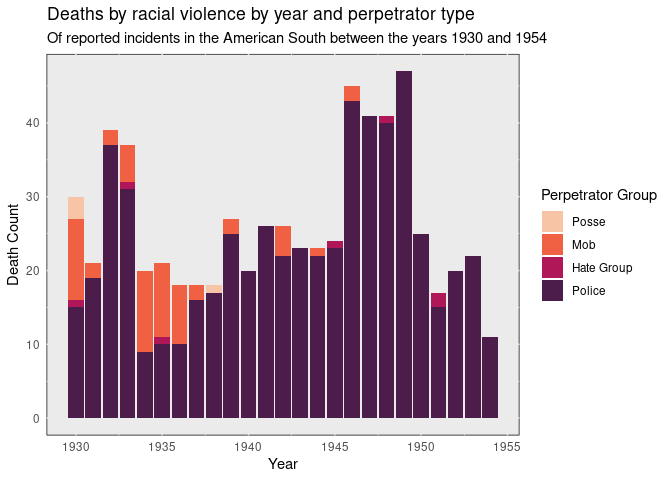 Deaths by racial violence by year and perpetrator type
Of reported incidents in the American South between the years 1930 and 1954
Death Count
40
30
20
10
0
1930
1935
1940
1945
1950
1955
Year
Perpetrator Group
Posse
Mob
Hate Group
Police